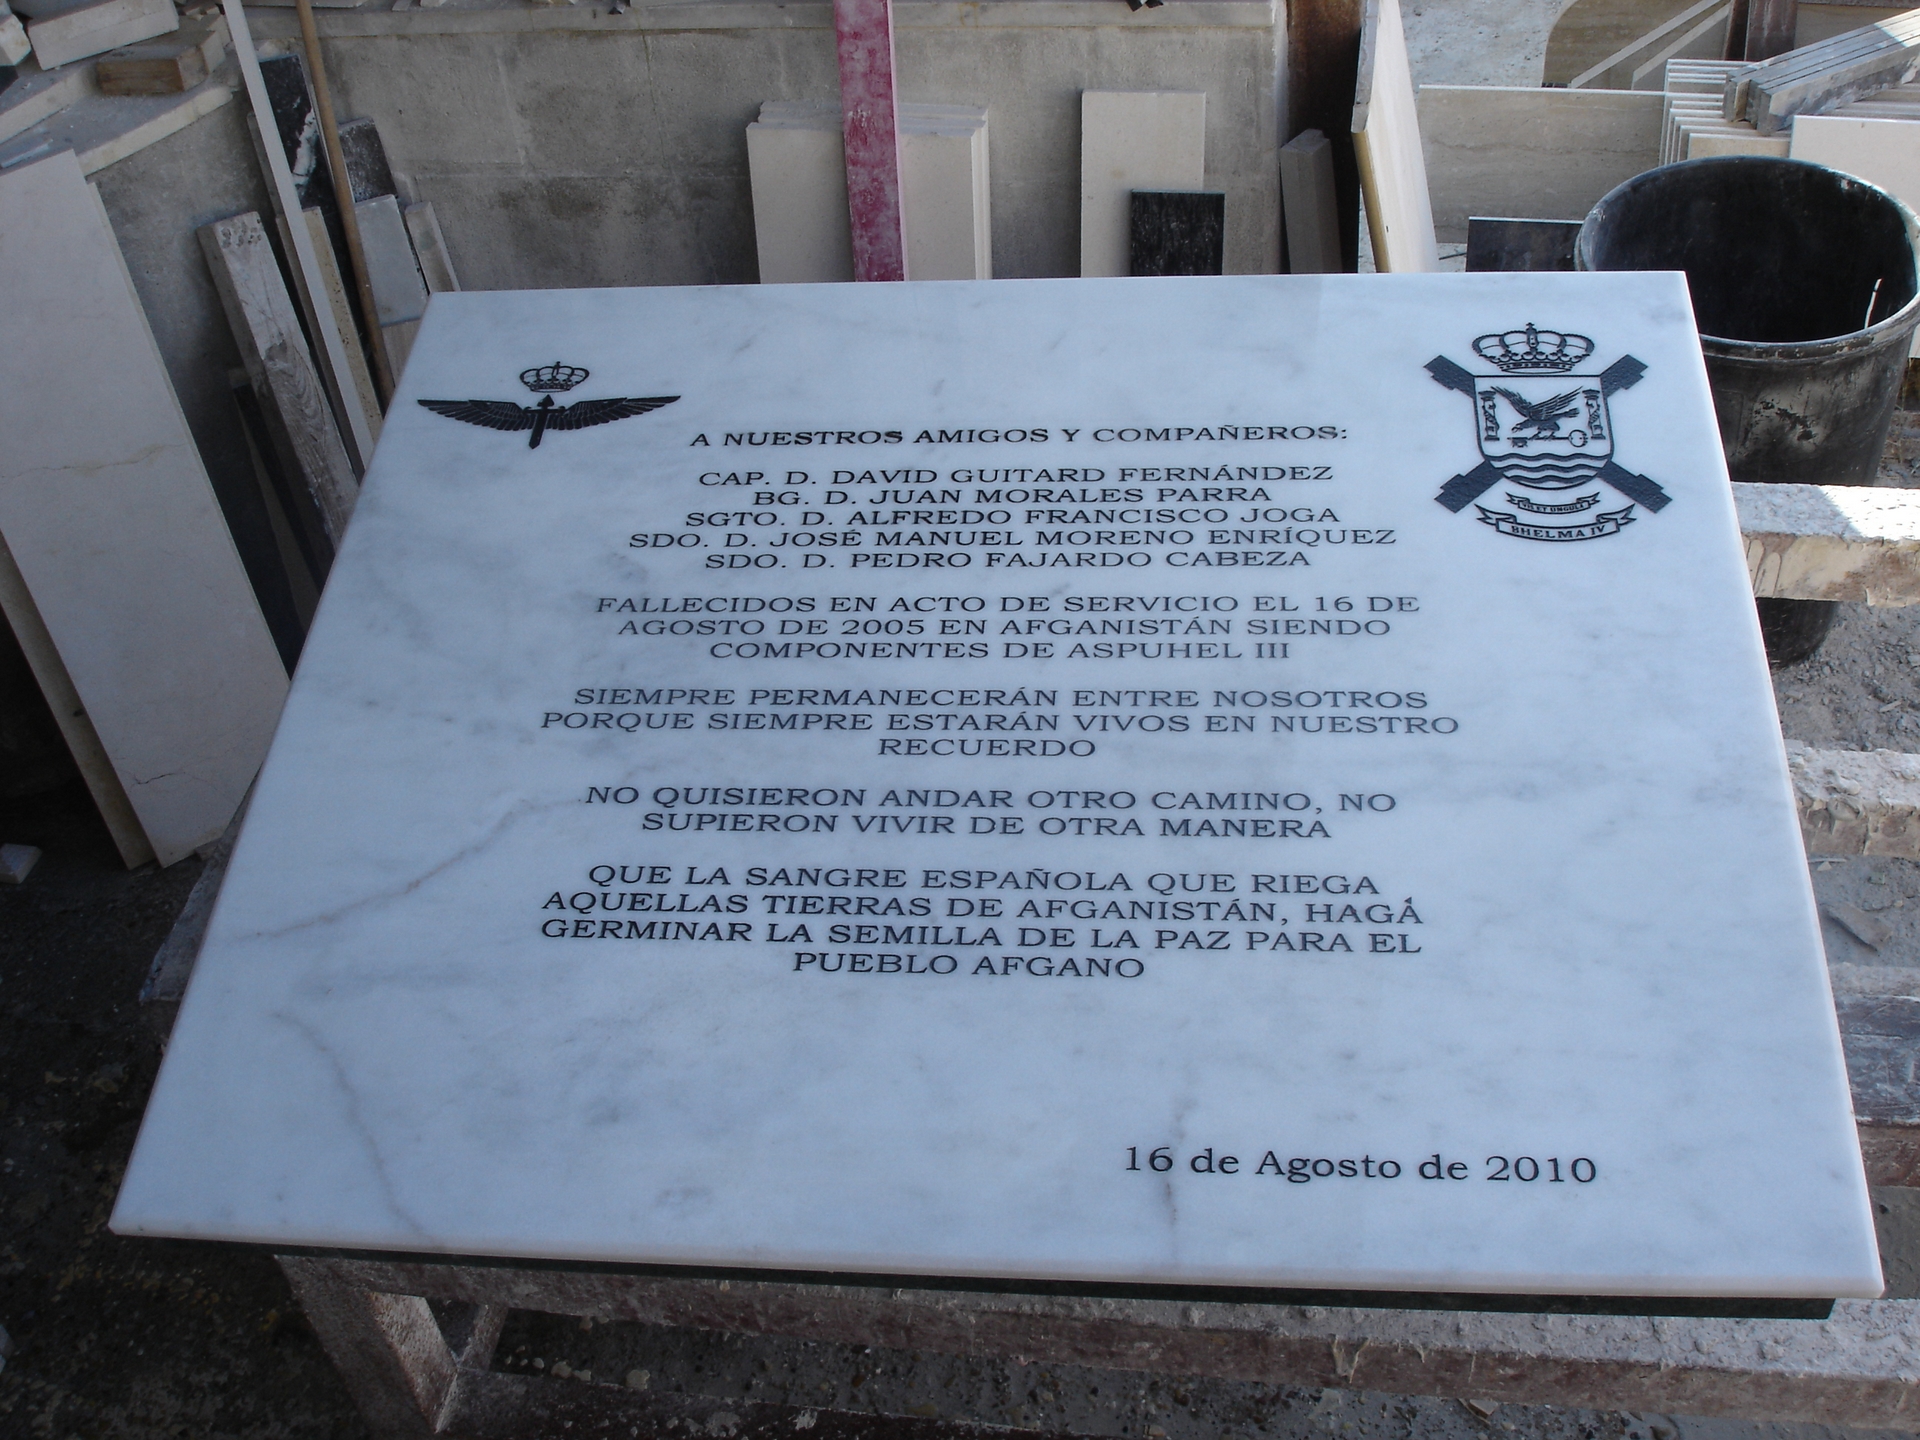 A NUESTROS AMIGOS Y COMPAÑEROS:
CAP. D. DAVID GUITARD FERNÁNDEZ
BG. D. JUAN MORALES PARRA
SGTO. D. ALFREDO FRANCISCO JOGA
SDO. D. JOSÉ MANUEL MORENO ENRÍQUEZ
SDO. D. PEDRO FAJARDO CABEZA
FALLECIDOS EN ACTO DE SERVICIO EL 16 DE
AGOSTO DE 2005 EN AFGANISTÁN SIENDO
COMPONENTES DE ASPUHEL III
SIEMPRE PERMANECERÁN ENTRE NOSOTROS
PORQUE SIEMPRE ESTARÁN VIVOS EN NUESTRO
RECUERDO
NO QUISIERON ANDAR OTRO CAMINO, NO
SUPIERON VIVIR DE OTRA MANERA
QUE LA SANGRE ESPAÑOLA QUE RIEGA
AQUELLAS TIERRAS DE AFGANISTÁN, HAGÁ
GERMINAR LA SEMILLA DE LA PAZ PARA EL
PUEBLO AFGANO
16 de Agosto de 2010
VIS ET UNGULE
BHELMA IV